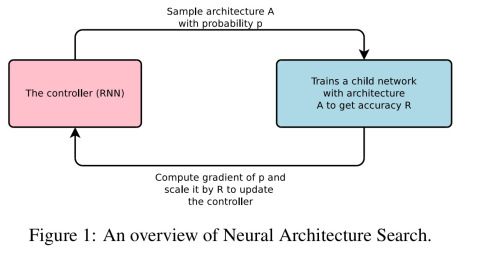 Sample architecture A
with probability p
The controller (RNN)
Trains a child network
with architecture
A to get accuracy R
Compute gradient of p and
scale it by R to update
the controller
Figure 1: An overview of Neural Architecture Search.